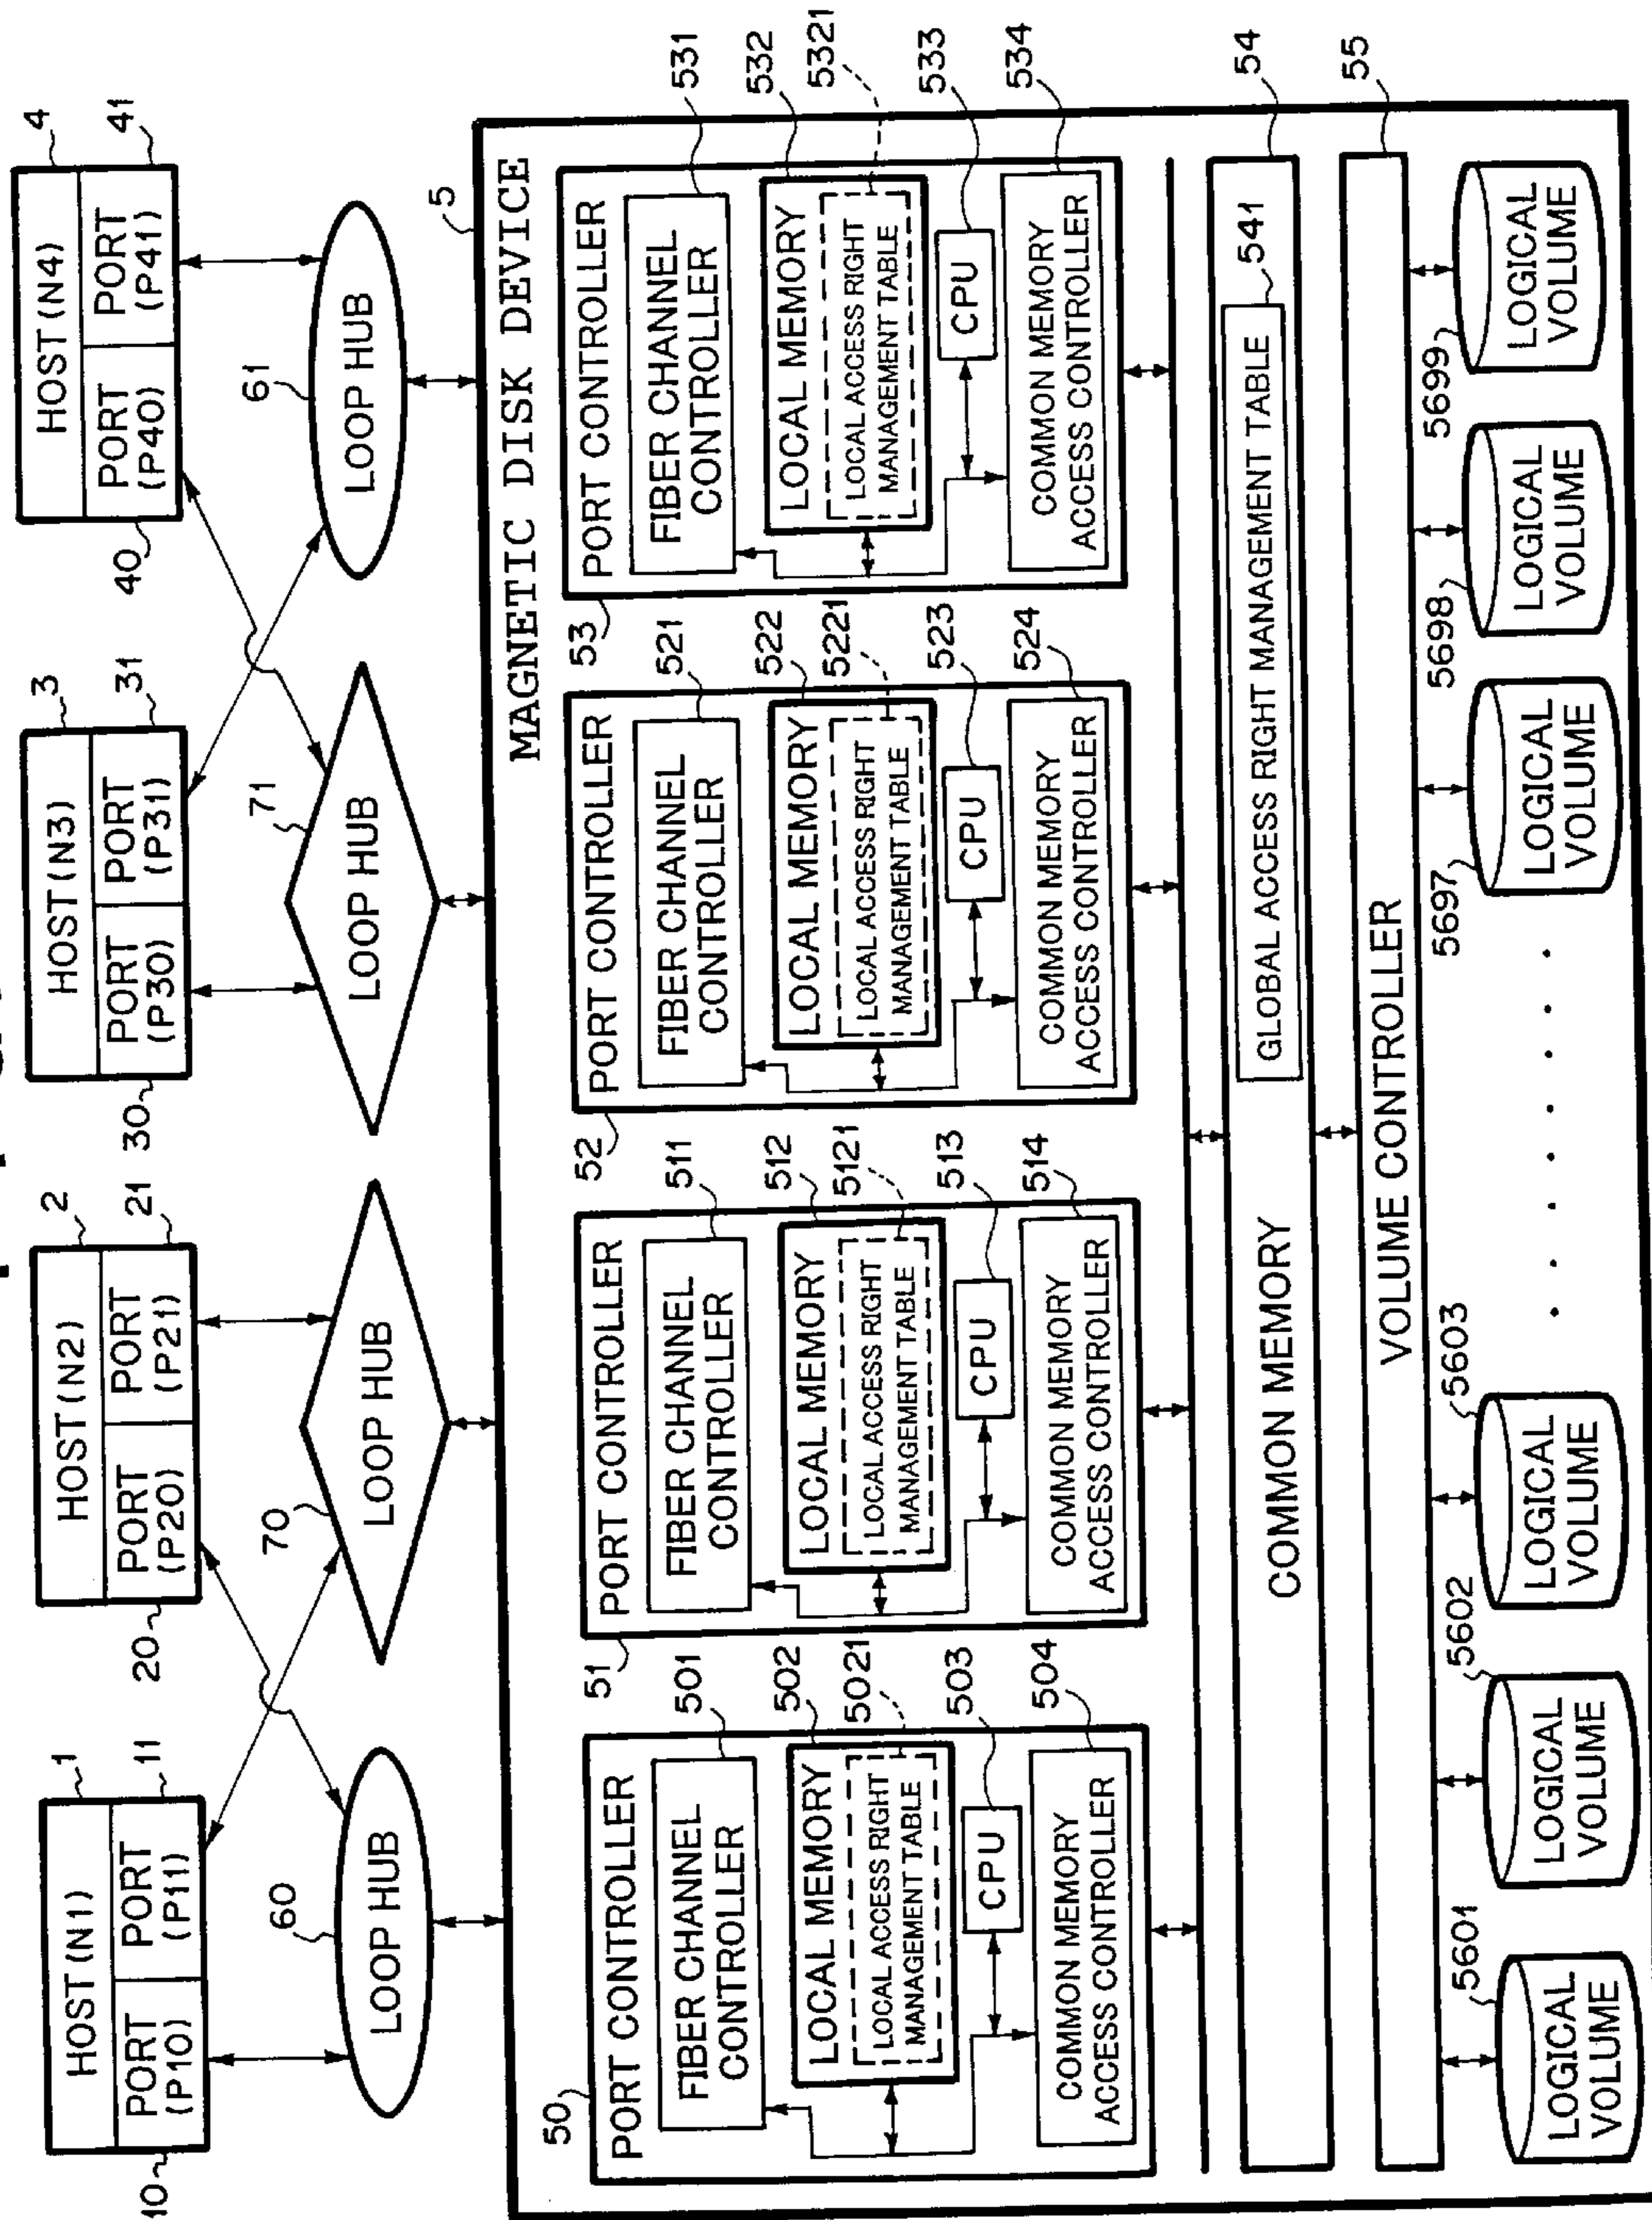 HOST (N1)
PORT
(P10)
PORT
(P11)
1
10
11
HOST (N2)
PORT
(P20)
PORT
(P21)
2
20
21
HOST (N3)
PORT
(P30)
PORT
(P31)
3
30
31
HOST (N4)
PORT
(P40)
PORT
(P41)
4
40
41
60
LOOP HUB
70
LOOP HUB
71
LOOP HUB
61
LOOP HUB
MAGNETIC DISK DEVICE
5
50
PORT CONTROLLER
FIBER CHANNEL
CONTROLLER
501
LOCAL MEMORY
502
LOCAL ACCESS RIGHT
MANAGEMENT TABLE
5021
CPU
503
COMMON MEMORY
ACCESS CONTROLLER
504
51
PORT CONTROLLER
FIBER CHANNEL
CONTROLLER
511
LOCAL MEMORY
512
LOCAL ACCESS RIGHT
MANAGEMENT TABLE
5121
CPU
513
COMMON MEMORY
ACCESS CONTROLLER
514
52
PORT CONTROLLER
FIBER CHANNEL
CONTROLLER
521
LOCAL MEMORY
522
LOCAL ACCESS RIGHT
MANAGEMENT TABLE
5221
CPU
523
COMMON MEMORY
ACCESS CONTROLLER
524
53
PORT CONTROLLER
FIBER CHANNEL
CONTROLLER
531
LOCAL MEMORY
532
LOCAL ACCESS RIGHT
MANAGEMENT TABLE
5321
CPU
533
COMMON MEMORY
ACCESS CONTROLLER
534
COMMON MEMORY
GLOBAL ACCESS RIGHT MANAGEMENT TABLE
541
54
VOLUME CONTROLLER
55
5601
LOGICAL
VOLUME
5602
LOGICAL
VOLUME
5603
LOGICAL
VOLUME
. . . . . . . .
5697
LOGICAL
VOLUME
5698
LOGICAL
VOLUME
5699
LOGICAL
VOLUME